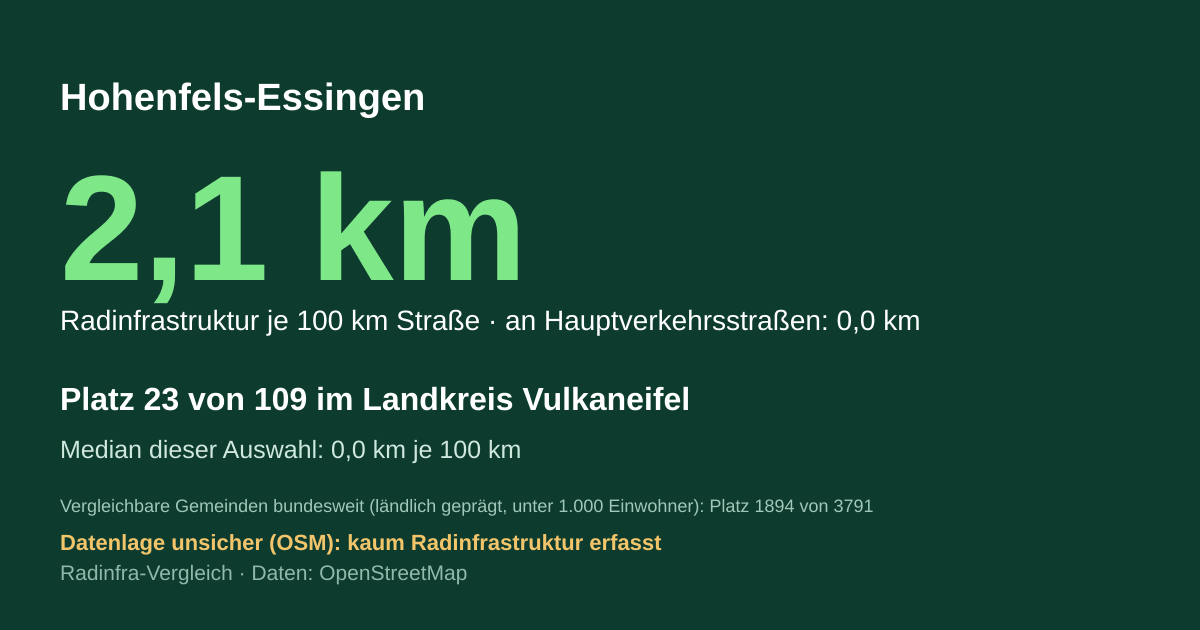 Hohenfels-Essingen
2,1 km
Radinfrastruktur je 100 km Straße · an Hauptverkehrsstraßen: 0,0 km
Platz 23 von 109 im Landkreis Vulkaneifel
Median dieser Auswahl: 0,0 km je 100 km
Vergleichbare Gemeinden bundesweit (ländlich geprägt, unter 1.000 Einwohner): Platz 1894 von 3791
Datenlage unsicher (OSM): kaum Radinfrastruktur erfasst
Radinfra-Vergleich · Daten: OpenStreetMap